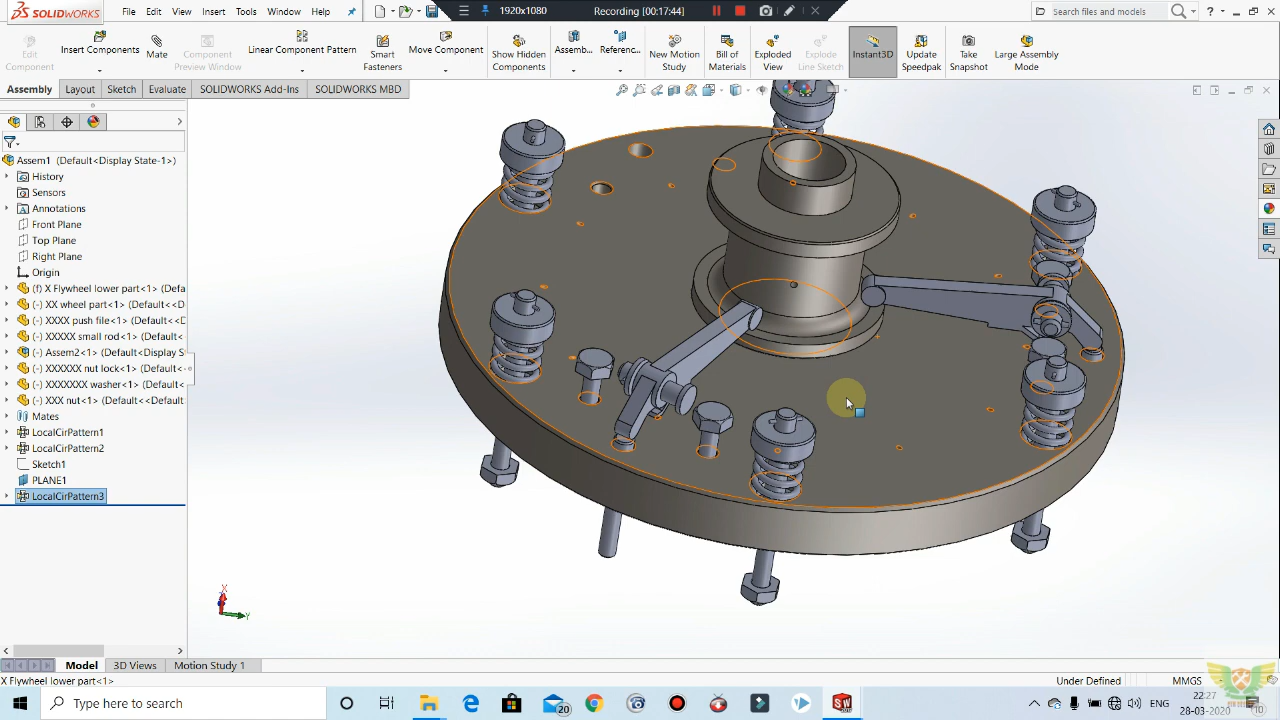 SOLIDWORKS File Edit View Insert Tools Window Help 1920x1080 Recording [00:17:44] Search files and models ?
Edit Component
Insert Components
Mate
Component Preview Window
Linear Component Pattern
Smart Fasteners
Move Component
Show Hidden Components
Assemb...
Referenc...
New Motion Study
Bill of Materials
Exploded View
Explode Line Sketch
Instant3D
Update Speedpak
Take Snapshot
Large Assembly Mode
Assembly Layout Sketch Evaluate SOLIDWORKS Add-Ins SOLIDWORKS MBD
Assem1 (Default<Display State-1>)
History
Sensors
Annotations
Front Plane
Top Plane
Right Plane
Origin
(f) X Flywheel lower part<1> (
(-) XX wheel part<1> (Default<
(-) XXXX push file<1> (Default<<D
(-) XXXXX small rod<1> (Default<
(-) Assem2<1> (Default<Display S
(-) XXXXXX nut lock<1> (Default<
(-) XXXXXXX washer<1> (Default<
(-) XXX nut<1> (Default<<Default>
Mates
LocalCirPattern1
LocalCirPattern2
Sketch1
PLANE1
LocalCirPattern3
X
Y
Model 3D Views Motion Study 1
X Flywheel lower part<1> Under Defined MMGS
Type here to search
20
SW
ENG
22:27
28-03-2020
10